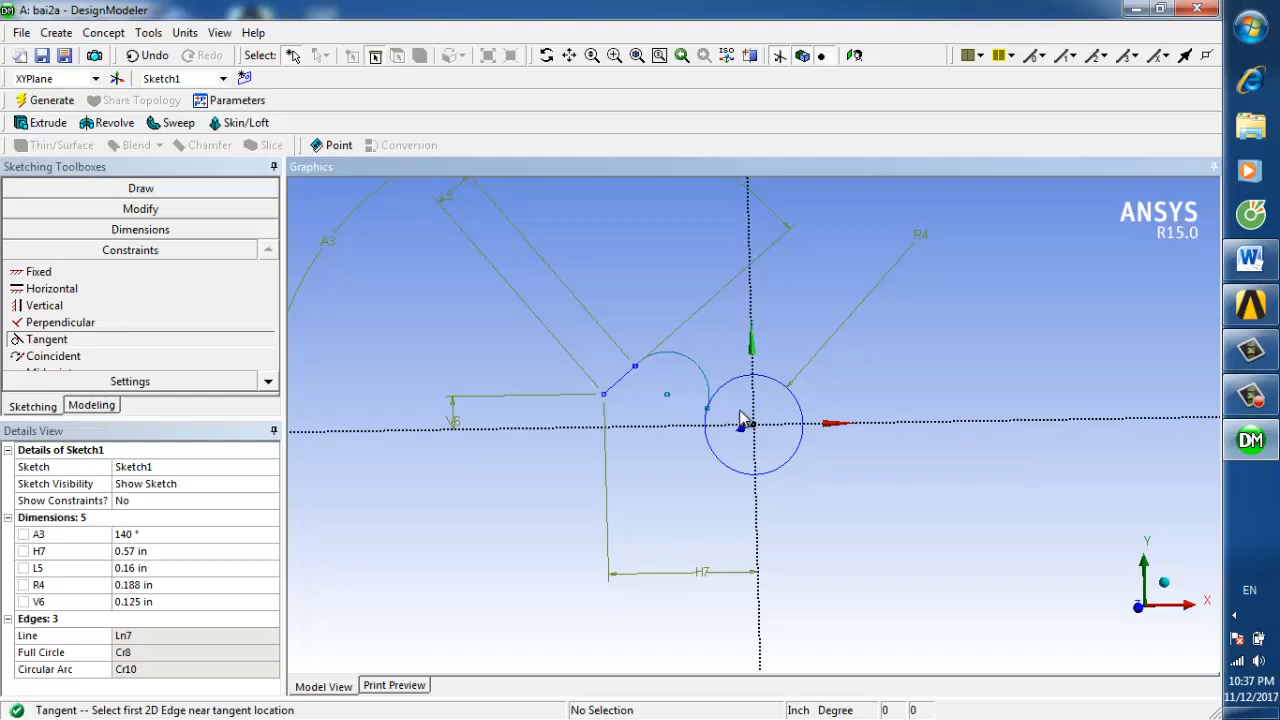 A: bai2a - DesignModeler
File Create Concept Tools Units View Help
Undo Redo Select:
XYPlane Sketch1
Generate Share Topology Parameters
Extrude Revolve Sweep Skin/Loft
Thin/Surface Blend Chamfer Slice Point Conversion
Sketching Toolboxes
Draw
Modify
Dimensions
Constraints
Fixed
Horizontal
Vertical
Perpendicular
Tangent
Coincident
Settings
Sketching Modeling
Details View
Details of Sketch1
Sketch Sketch1
Sketch Visibility Show Sketch
Show Constraints? No
Dimensions: 5
A3 140 °
H7 0.57 in
L5 0.16 in
R4 0.188 in
V6 0.125 in
Edges: 3
Line Ln7
Full Circle Cr8
Circular Arc Cr10
Graphics
ANSYS
R15.0
L5
A3
R4
V6
H7
Y
X
Model View Print Preview
Tangent -- Select first 2D Edge near tangent location No Selection Inch Degree 0 0
DM
EN
10:37 PM
11/12/2017